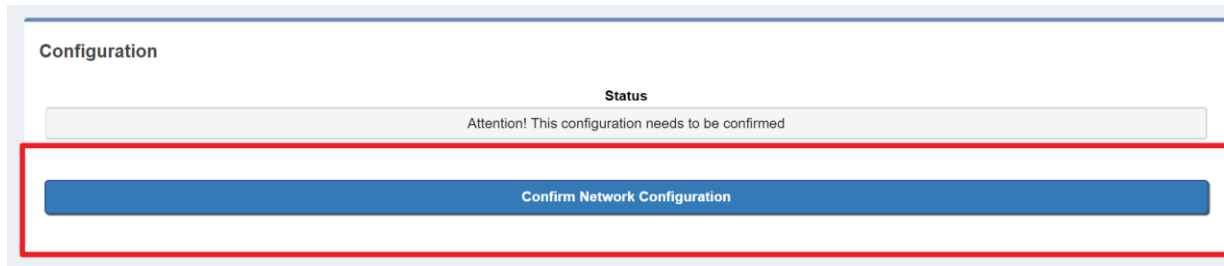 Configuration
Status
Attention! This configuration needs to be confirmed
Confirm Network Configuration